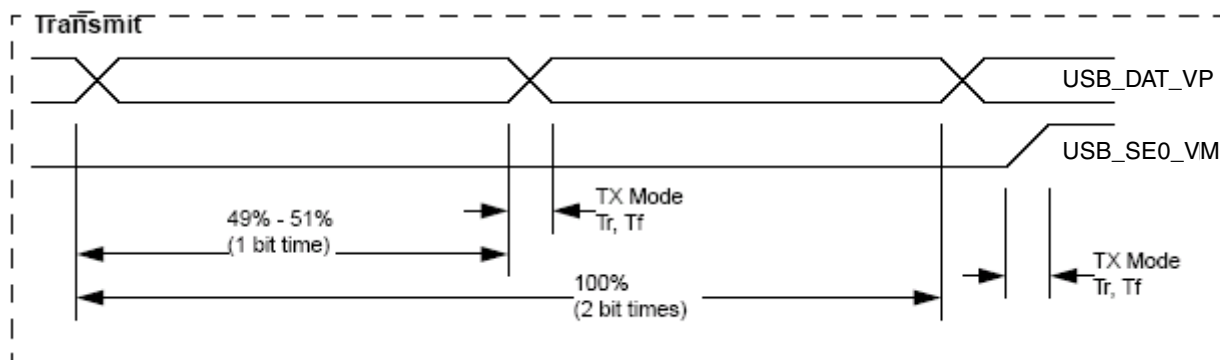 Transmit
USB_DAT_VP
USB_SE0_VM
49% - 51%
(1 bit time)
TX Mode
Tr, Tf
100%
(2 bit times)
TX Mode
Tr, Tf